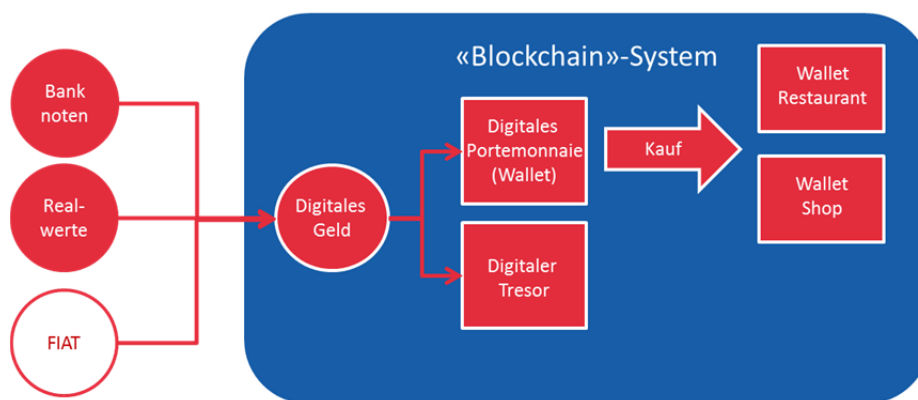 «Blockchain»-System
Bank
noten
Real-
werte
FIAT
Digitales
Geld
Digitales
Portemonnaie
(Wallet)
Digitaler
Tresor
Kauf
Wallet
Restaurant
Wallet
Shop